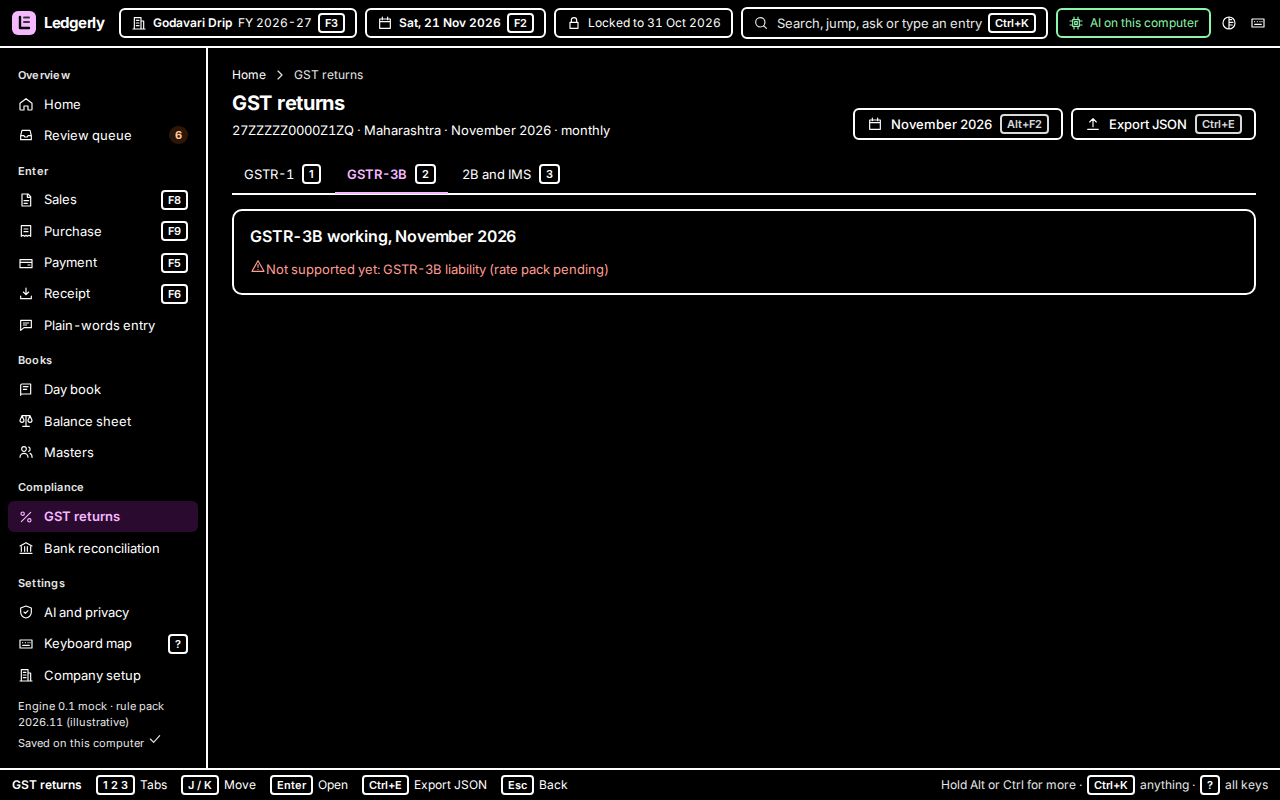 Ledgerly
Godavari Drip FY 2026-27 F3
Sat, 21 Nov 2026 F2
Locked to 31 Oct 2026
Search, jump, ask or type an entry Ctrl+K
AI on this computer
Overview
Home
Review queue 6
Enter
Sales F8
Purchase F9
Payment F5
Receipt F6
Plain-words entry
Books
Day book
Balance sheet
Masters
Compliance
GST returns
Bank reconciliation
Settings
AI and privacy
Keyboard map ?
Company setup
Engine 0.1 mock · rule pack
2026.11 (illustrative)
Saved on this computer
Home GST returns
GST returns
27ZZZZZ0000Z1ZQ · Maharashtra · November 2026 · monthly
November 2026 Alt+F2
Export JSON Ctrl+E
GSTR-1 1 GSTR-3B 2 2B and IMS 3
GSTR-3B working, November 2026
Not supported yet: GSTR-3B liability (rate pack pending)
GST returns 1 2 3 Tabs J / K Move Enter Open Ctrl+E Export JSON Esc Back
Hold Alt or Ctrl for more · Ctrl+K anything · ? all keys